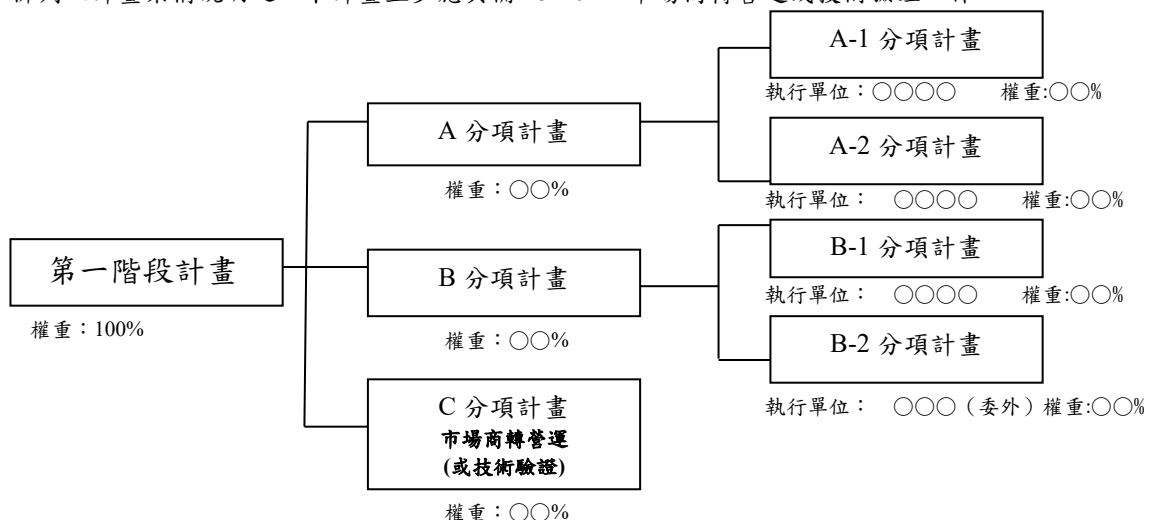 A-1 分項計畫
執行單位：○○○○ 權重:○○%
A 分項計畫
權重：○○%
A-2 分項計畫
執行單位： ○○○○ 權重:○○%
第一階段計畫
權重：100%
B 分項計畫
權重：○○%
B-1 分項計畫
執行單位： ○○○○ 權重:○○%
B-2 分項計畫
執行單位： ○○○（委外）權重:○○%
C 分項計畫
市場商轉營運
(或技術驗證)
權重：○○%